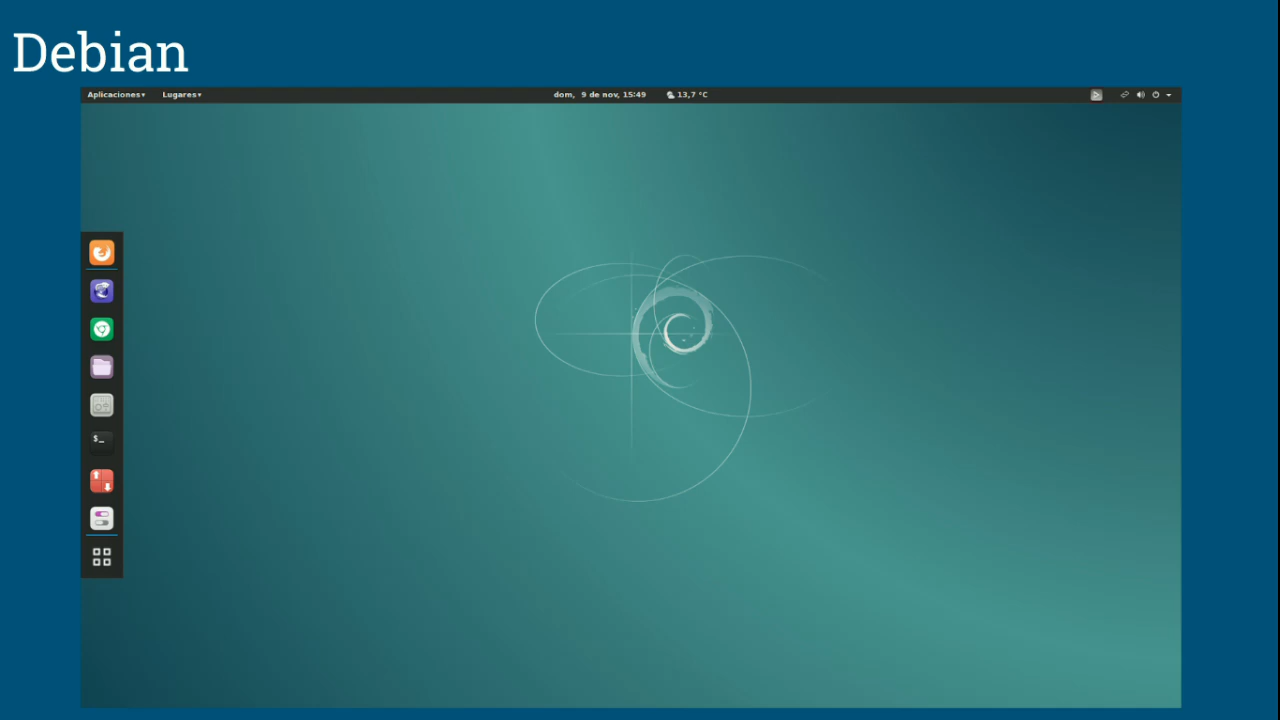 Debian
Aplicaciones▾ Lugares▾ dom, 9 de nov, 15:49 13,7 °C
$_